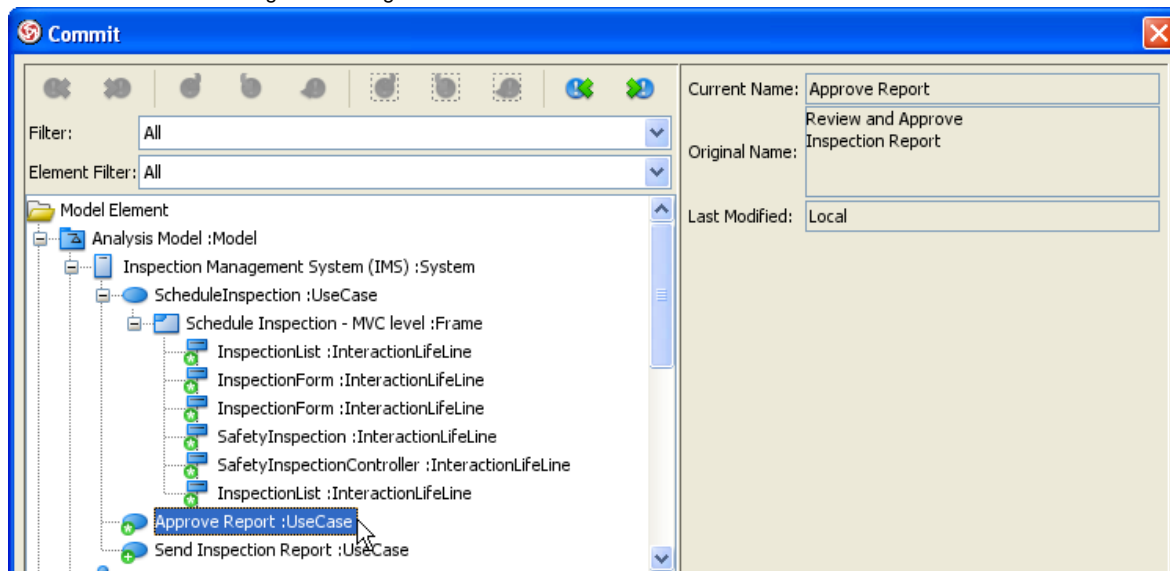 Commit
Filter: All
Element Filter: All
Model Element
Analysis Model :Model
Inspection Management System (IMS) :System
ScheduleInspection :UseCase
Schedule Inspection - MVC level :Frame
InspectionList :InteractionLifeLine
InspectionForm :InteractionLifeLine
InspectionForm :InteractionLifeLine
SafetyInspection :InteractionLifeLine
SafetyInspectionController :InteractionLifeLine
InspectionList :InteractionLifeLine
Approve Report :UseCase
Send Inspection Report :UseCase
Current Name: Approve Report
Original Name: Review and Approve
Inspection Report
Last Modified: Local